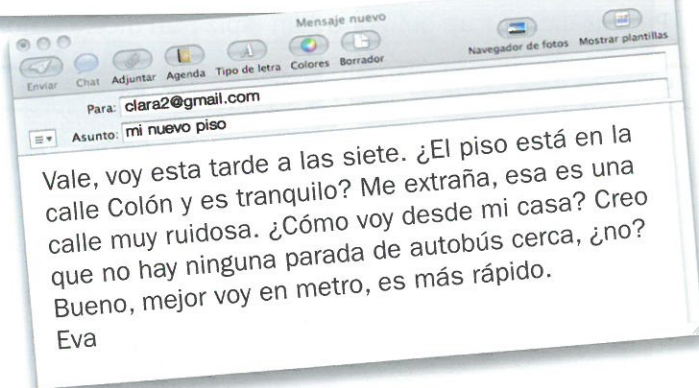 Mensaje nuevo
Enviar Chat Adjuntar Agenda Tipo de letra Colores Borrador Navegador de fotos Mostrar plantillas
Para: clara2@gmail.com
Asunto: mi nuevo piso
Vale, voy esta tarde a las siete. ¿El piso está en la
calle Colón y es tranquilo? Me extraña, esa es una
calle muy ruidosa. ¿Cómo voy desde mi casa? Creo
que no hay ninguna parada de autobús cerca, ¿no?
Bueno, mejor voy en metro, es más rápido.
Eva